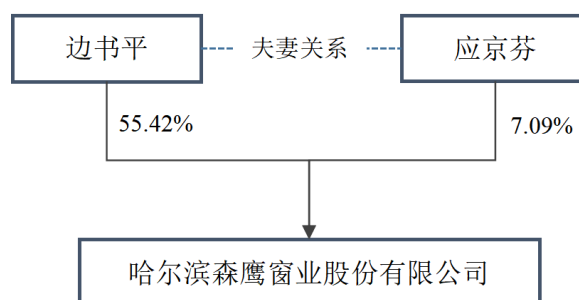 边书平
夫妻关系
应京芬
55.42%
7.09%
哈尔滨森鹰窗业股份有限公司